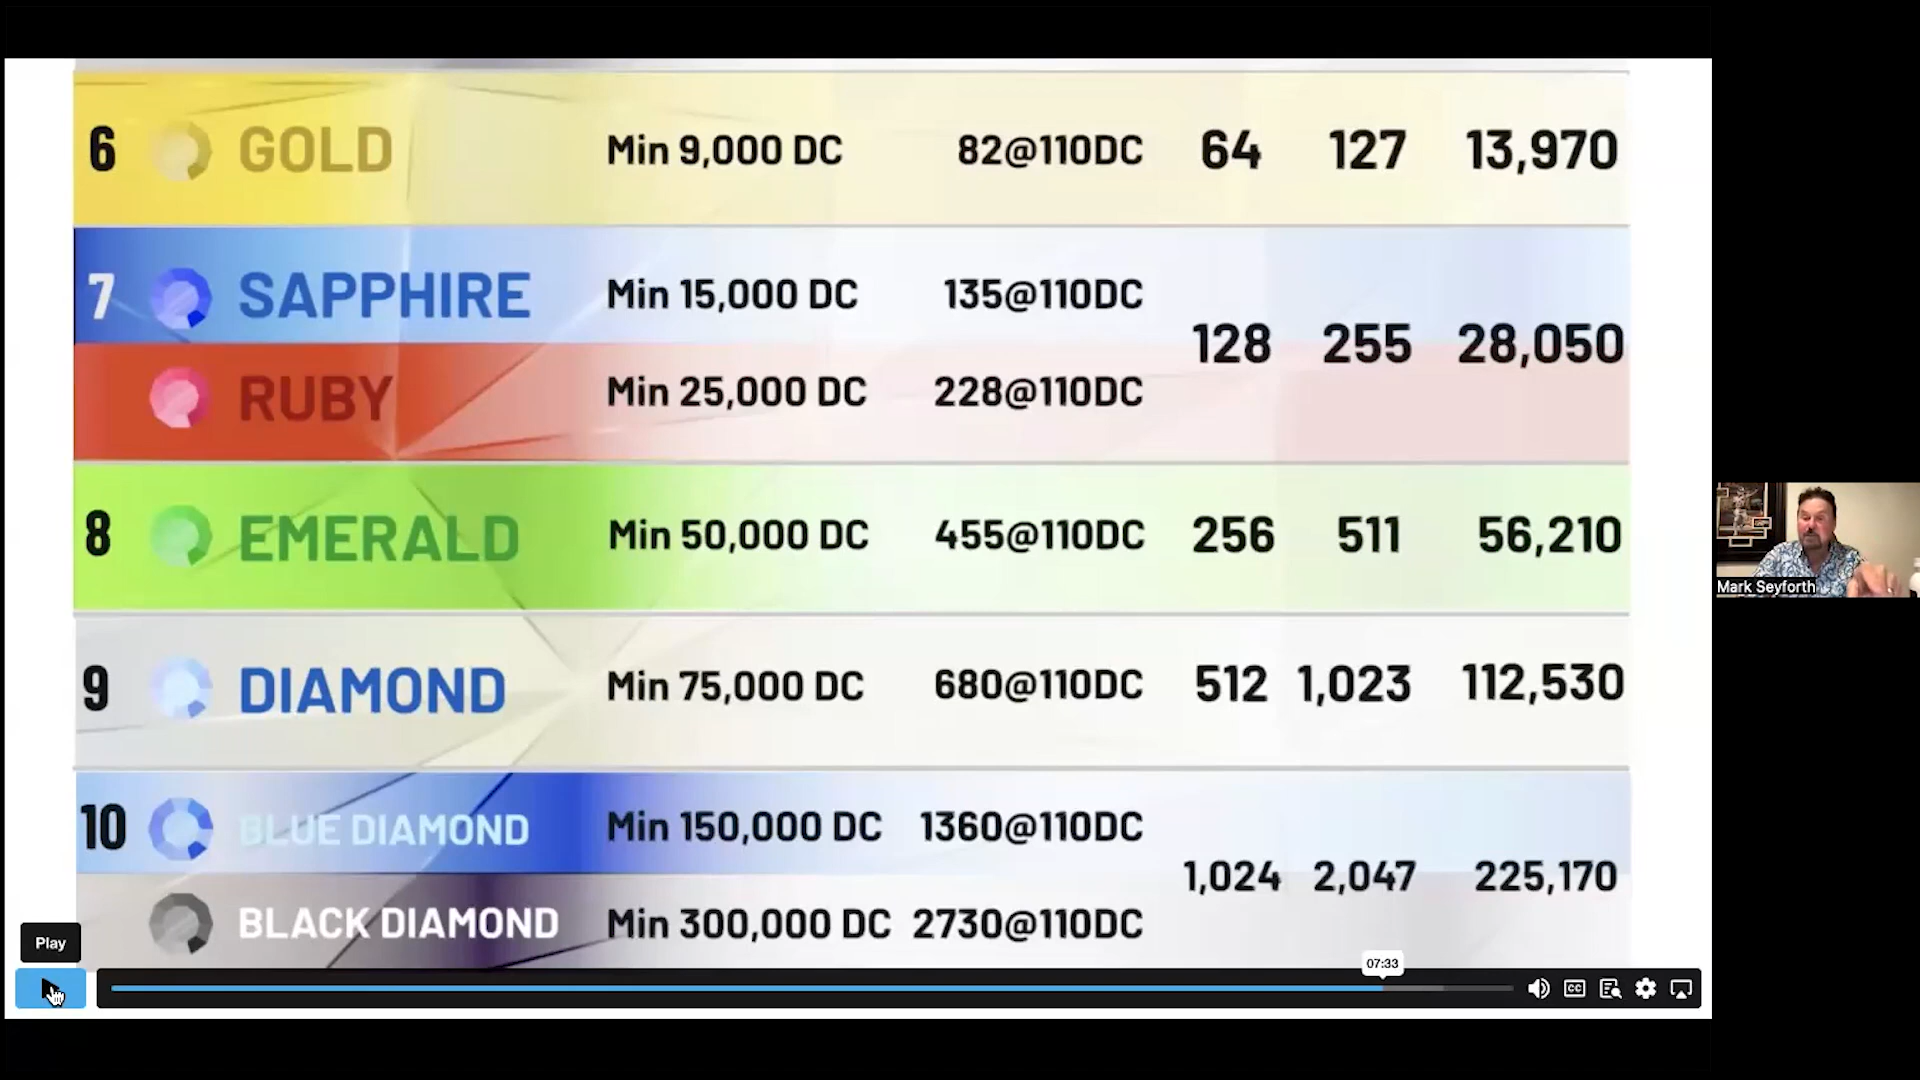 6 GOLD Min 9,000 DC 82@110DC 64 127 13,970
7 SAPPHIRE Min 15,000 DC 135@110DC
128 255 28,050
RUBY Min 25,000 DC 228@110DC
8 EMERALD Min 50,000 DC 455@110DC 256 511 56,210
Mark Seyforth
9 DIAMOND Min 75,000 DC 680@110DC 512 1,023 112,530
10 BLUE DIAMOND Min 150,000 DC 1360@110DC
1,024 2,047 225,170
BLACK DIAMOND Min 300,000 DC 2730@110DC
Play
07:33
CC